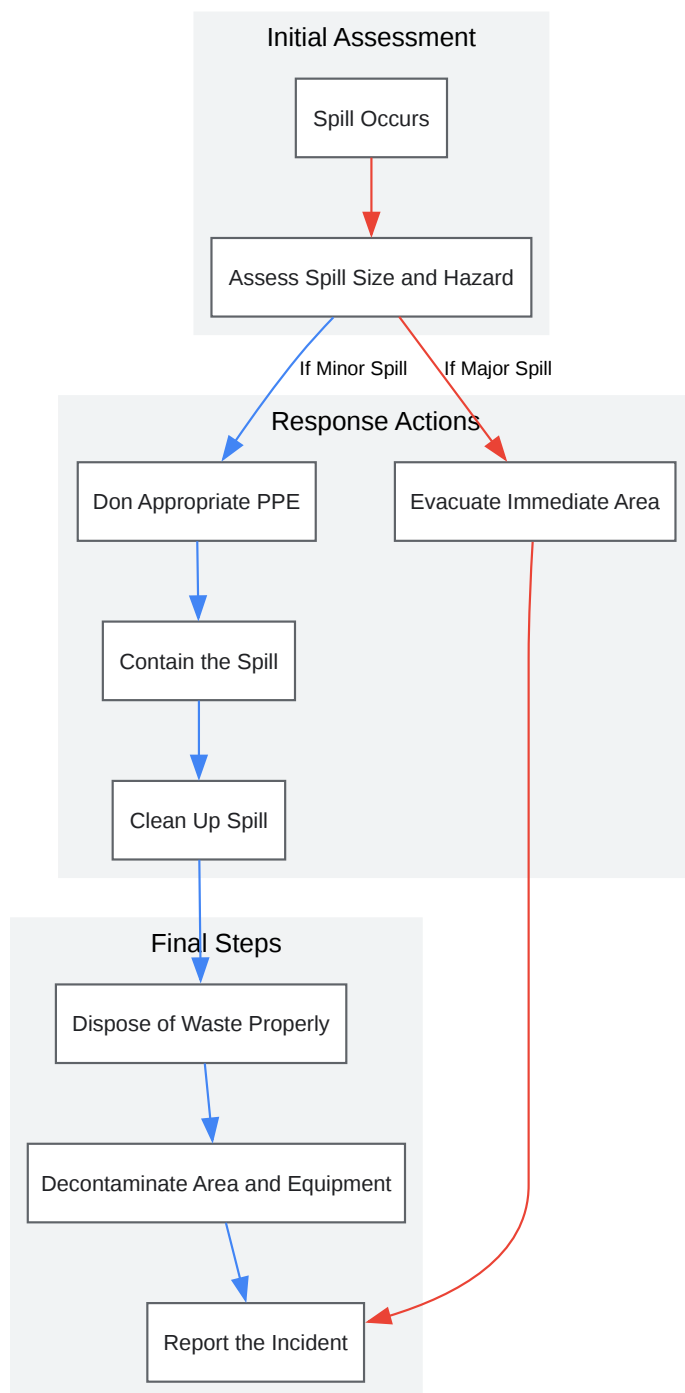 Initial Assessment
Spill Occurs
Assess Spill Size and Hazard
If Minor Spill
If Major Spill
Response Actions
Don Appropriate PPE
Evacuate Immediate Area
Contain the Spill
Clean Up Spill
Final Steps
Dispose of Waste Properly
Decontaminate Area and Equipment
Report the Incident